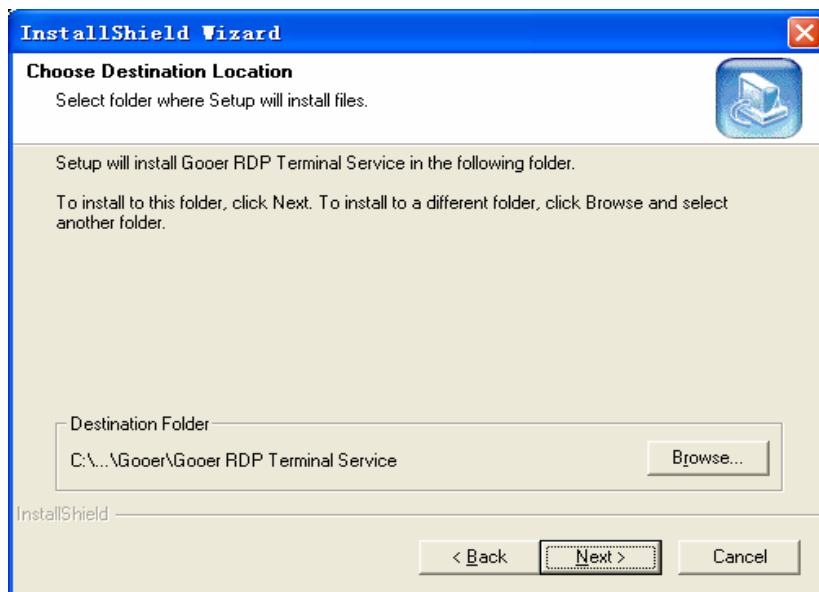 InstallShield Wizard
Choose Destination Location
Select folder where Setup will install files.
Setup will install Gooer RDP Terminal Service in the following folder.
To install to this folder, click Next. To install to a different folder, click Browse and select
another folder.
Destination Folder
C:\...\Gooer\Gooer RDP Terminal Service
Browse...
InstallShield
< Back
Next >
Cancel